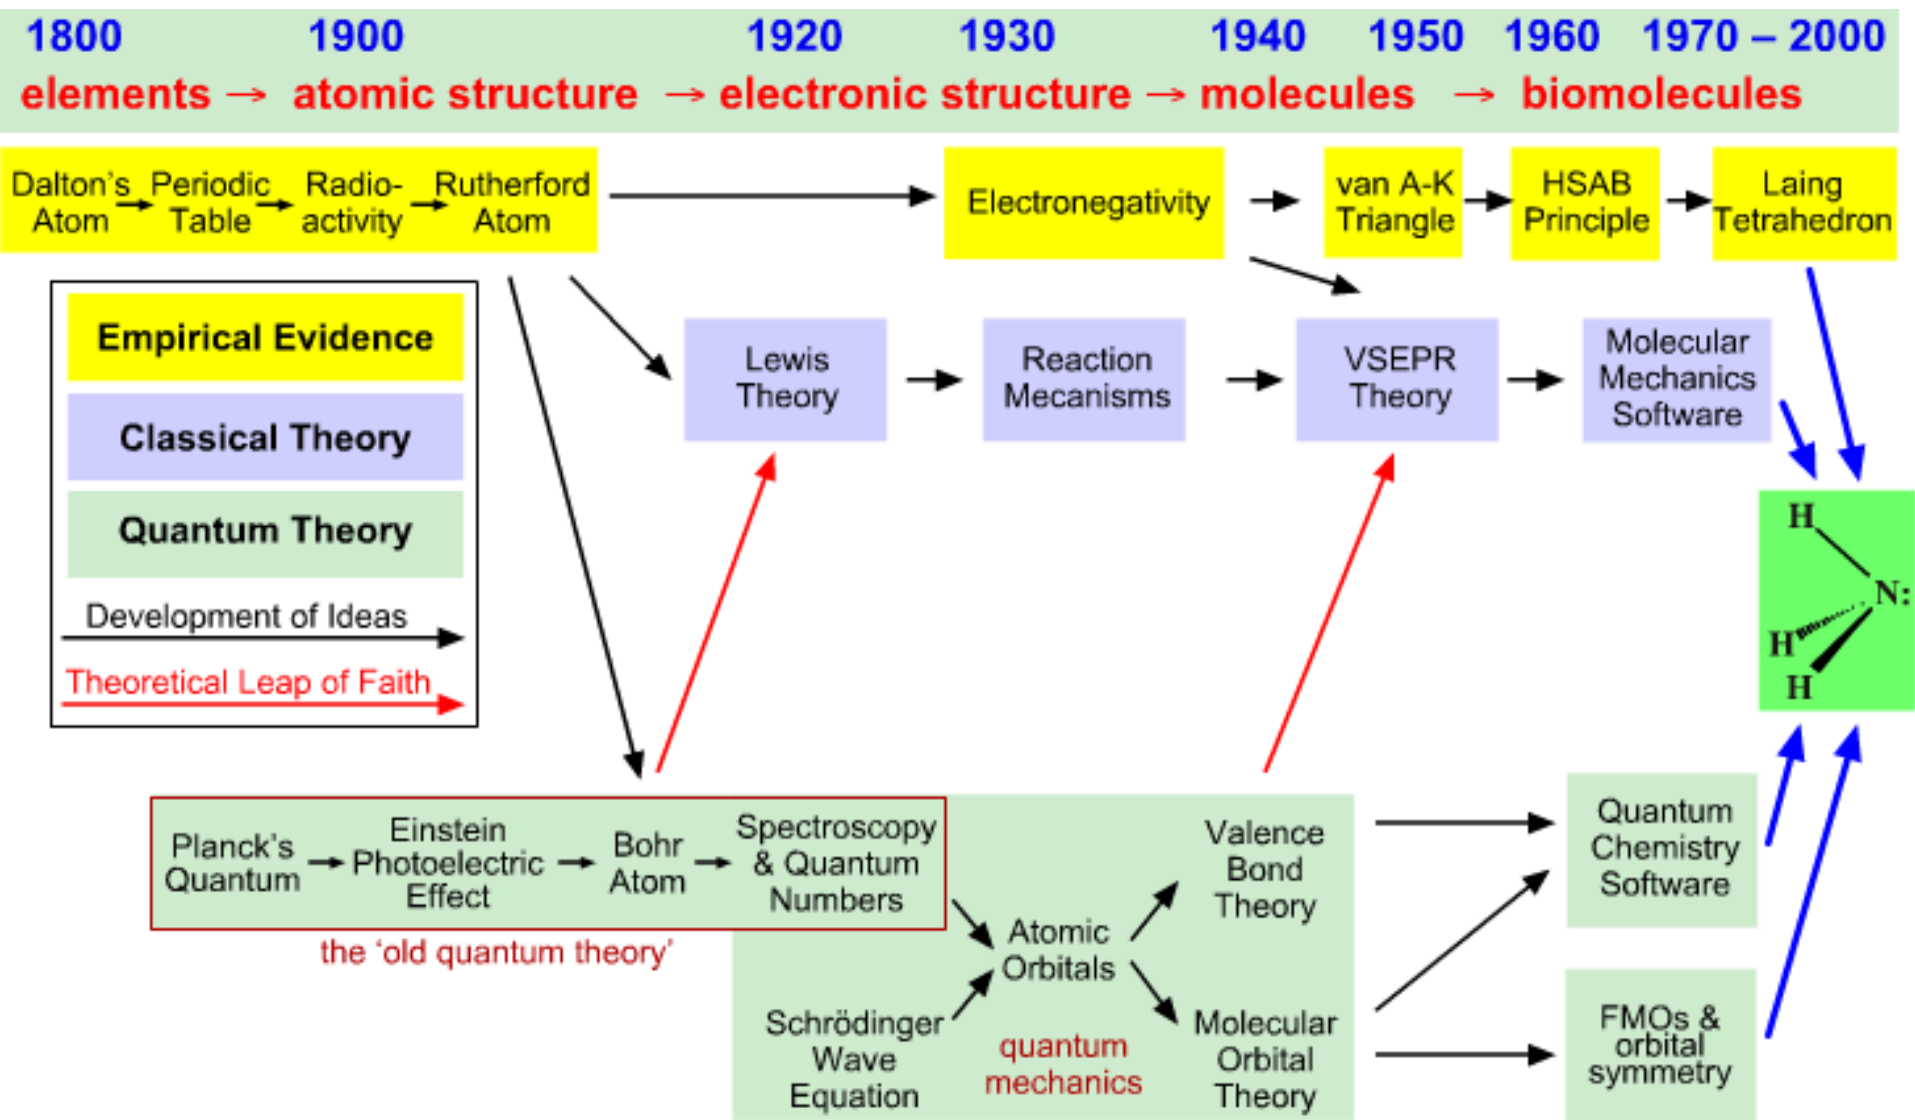 1800 1900 1920 1930 1940 1950 1960 1970 – 2000
elements → atomic structure → electronic structure → molecules → biomolecules
Dalton's
Atom
Periodic
Table
Radio-
activity
Rutherford
Atom
Electronegativity
van A-K
Triangle
HSAB
Principle
Laing
Tetrahedron
Empirical Evidence
Classical Theory
Quantum Theory
Development of Ideas
Theoretical Leap of Faith
Lewis
Theory
Reaction
Mecanisms
VSEPR
Theory
Molecular
Mechanics
Software
H
N:
H
H
Planck's
Quantum
Einstein
Photoelectric
Effect
Bohr
Atom
Spectroscopy
& Quantum
Numbers
the 'old quantum theory'
Schrödinger
Wave
Equation
Atomic
Orbitals
quantum
mechanics
Valence
Bond
Theory
Molecular
Orbital
Theory
Quantum
Chemistry
Software
FMOs &
orbital
symmetry